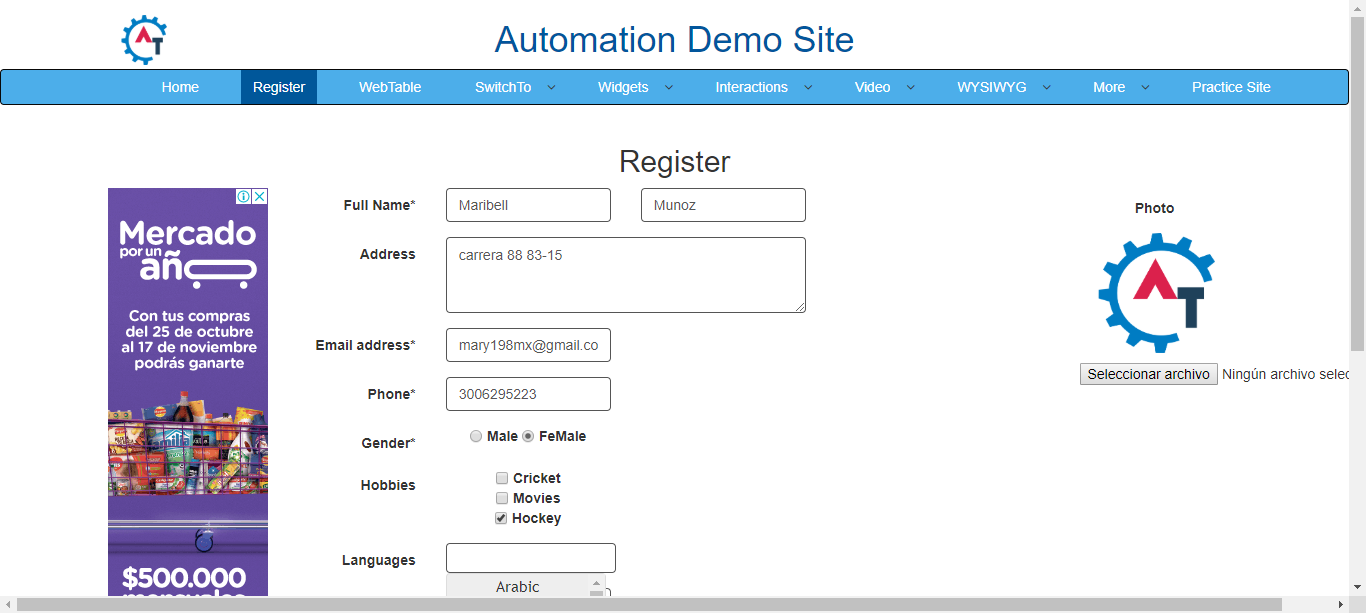 Automation Demo Site
Home Register WebTable SwitchTo Widgets Interactions Video WYSIWYG More Practice Site
Register
Mercado
por un
año
Con tus compras
del 25 de octubre
al 17 de noviembre
podrás ganarte
$500.000
Full Name* Maribell Munoz
Address carrera 88 83-15
Email address* mary198mx@gmail.co
Phone* 3006295223
Gender* Male FeMale
Hobbies Cricket
Movies
Hockey
Languages
Arabic
Photo
AT
Seleccionar archivo Ningún archivo selec